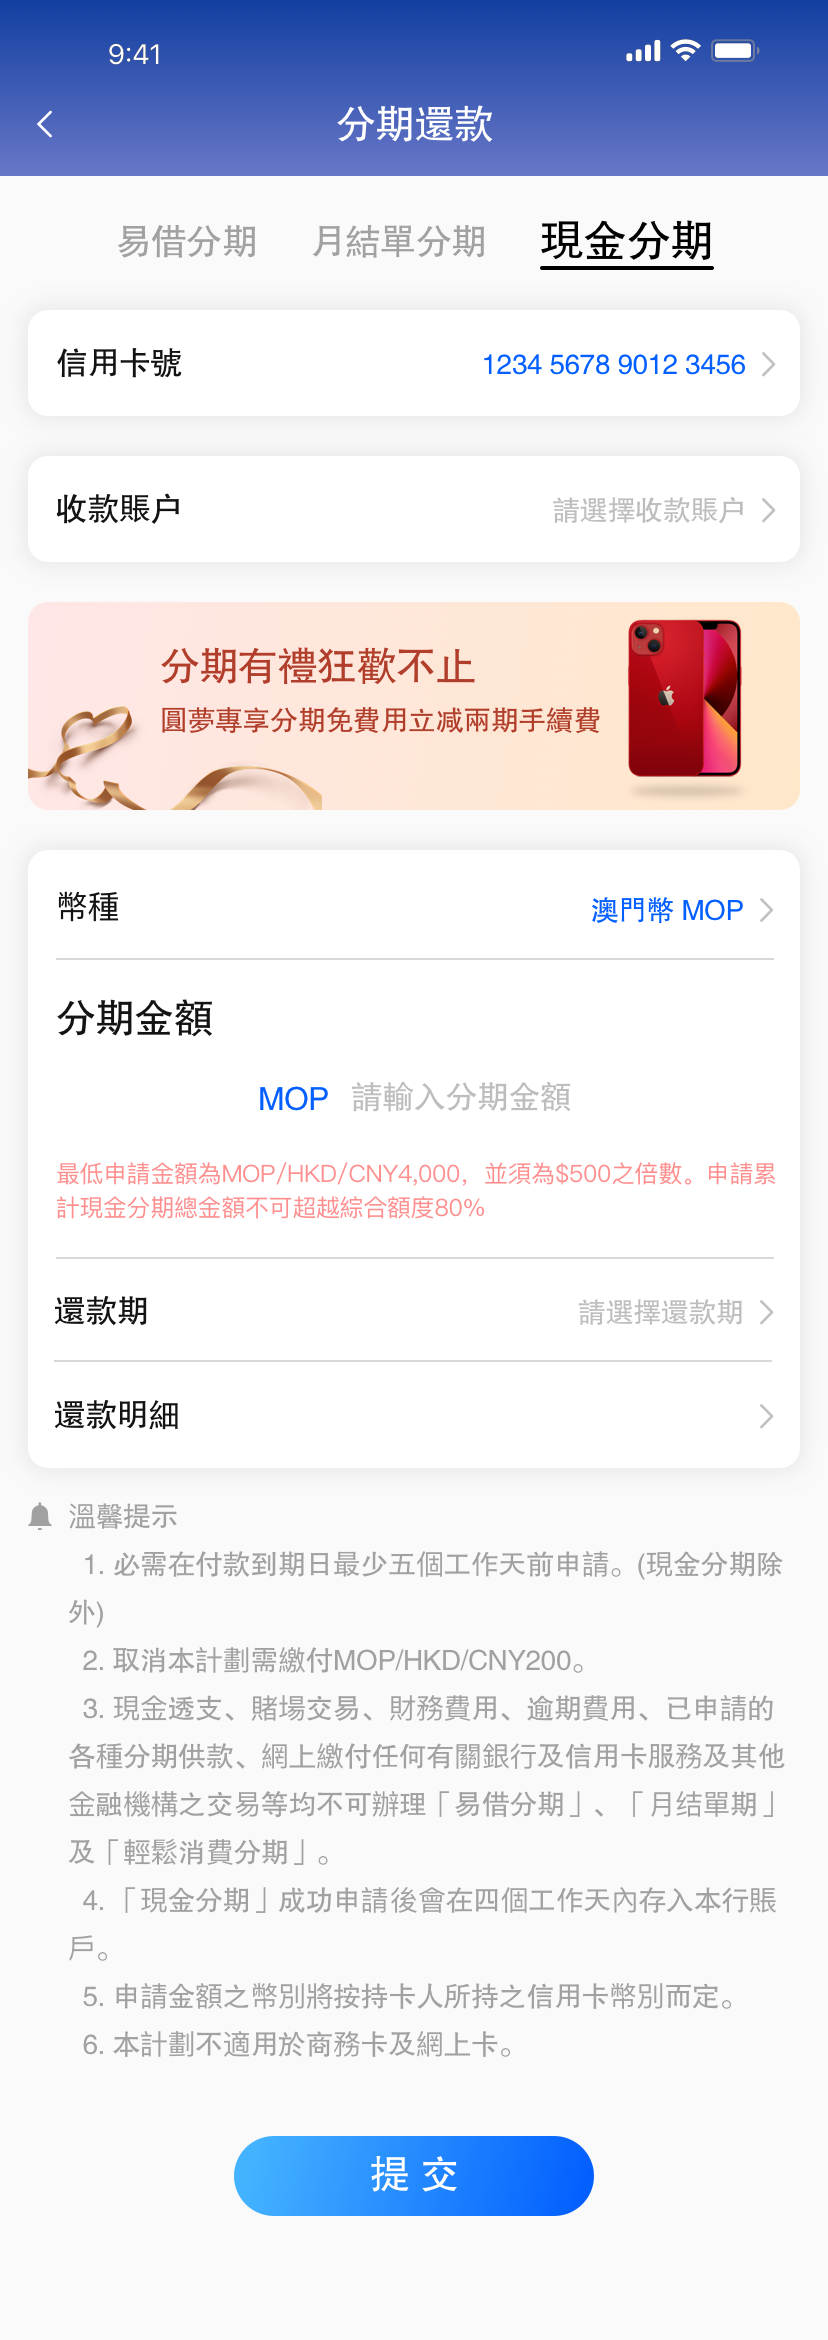 9:41
分期還款
易借分期 月結單分期 現金分期
信用卡號 1234 5678 9012 3456
收款賬户 請選擇收款賬户
分期有禮狂歡不止
圓夢專享分期免費用立减兩期手續費
幣種 澳門幣 MOP
分期金額
MOP 請輸入分期金額
最低申請金額為MOP/HKD/CNY4,000，並須為$500之倍數。申請累
計現金分期總金額不可超越綜合額度80%
還款期 請選擇還款期
還款明細
溫馨提示
1. 必需在付款到期日最少五個工作天前申請。(現金分期除
外)
2. 取消本計劃需繳付MOP/HKD/CNY200。
3. 現金透支、賭場交易、財務費用、逾期費用、已申請的
各種分期供款、網上繳付任何有關銀行及信用卡服務及其他
金融機構之交易等均不可辦理「易借分期」、「月结單期」
及「輕鬆消費分期」。
4. 「現金分期」成功申請後會在四個工作天內存入本行賬
戶。
5. 申請金額之幣別將按持卡人所持之信用卡幣別而定。
6. 本計劃不適用於商務卡及網上卡。
提 交